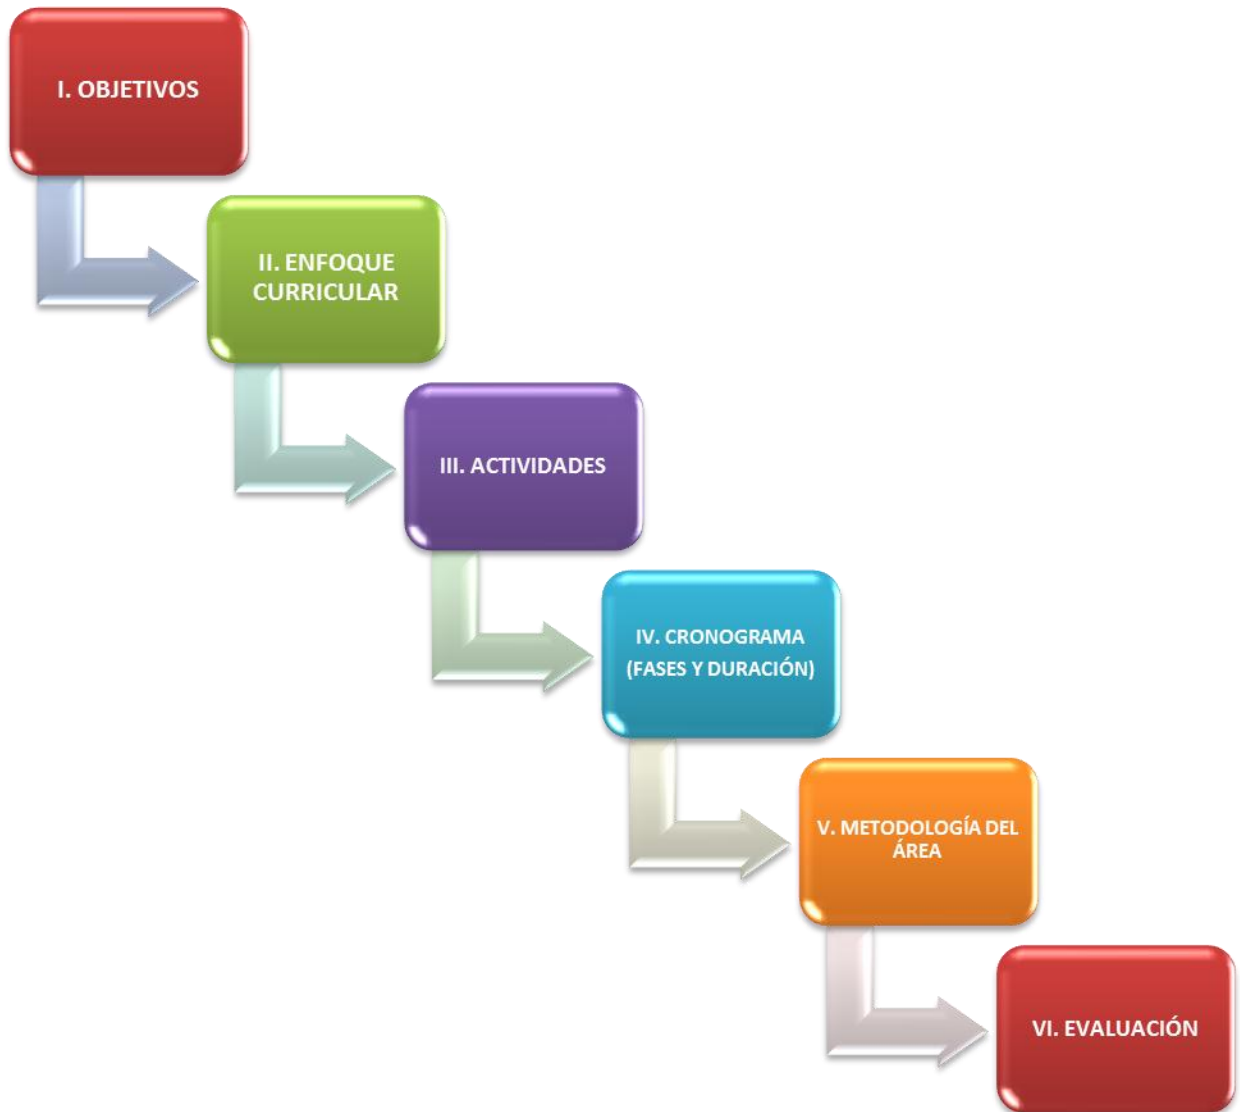 I. OBJETIVOS
II. ENFOQUE
CURRICULAR
III. ACTIVIDADES
IV. CRONOGRAMA
(FASES Y DURACIÓN)
V. METODOLOGÍA DEL
ÁREA
VI. EVALUACIÓN